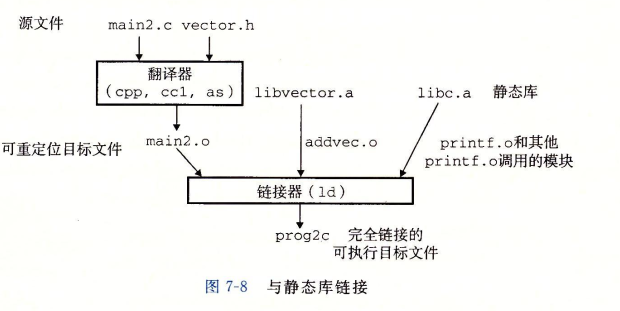 源文件 main2.c vector.h
翻译器
(cpp, cc1, as) libvector.a libc.a 静态库
可重定位目标文件 main2.o addvec.o printf.o和其他
printf.o调用的模块
链接器(ld)
prog2c 完全链接的
可执行目标文件
图 7-8 与静态库链接